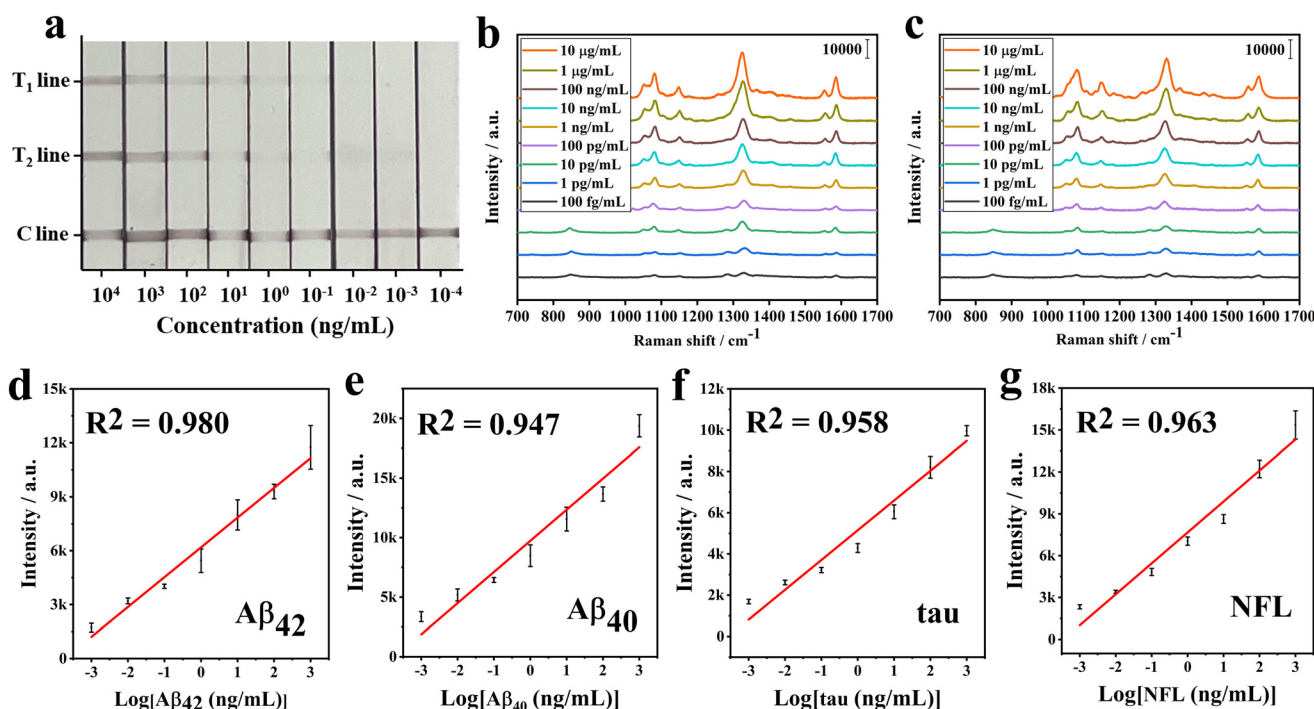 a
T₁ line
T₂ line
C line
10⁴ 10³ 10² 10¹ 10⁰ 10⁻¹ 10⁻² 10⁻³ 10⁻⁴
Concentration (ng/mL)
b
10 μg/mL
1 μg/mL
100 ng/mL
10 ng/mL
1 ng/mL
100 pg/mL
10 pg/mL
1 pg/mL
100 fg/mL
10000
Intensity / a.u.
700 800 900 1000 1100 1200 1300 1400 1500 1600 1700
Raman shift / cm⁻¹
c
10 μg/mL
1 μg/mL
100 ng/mL
10 ng/mL
1 ng/mL
100 pg/mL
10 pg/mL
1 pg/mL
100 fg/mL
10000
Intensity / a.u.
700 800 900 1000 1100 1200 1300 1400 1500 1600 1700
Raman shift / cm⁻¹
d
R² = 0.980
Aβ₄₂
Intensity / a.u.
15k
12k
9k
6k
3k
0
-3 -2 -1 0 1 2 3
Log[Aβ₄₂ (ng/mL)]
e
R² = 0.947
Aβ₄₀
Intensity / a.u.
20k
15k
10k
5k
0
-3 -2 -1 0 1 2 3
Log[Aβ₄₀ (ng/mL)]
f
R² = 0.958
tau
Intensity / a.u.
12k
10k
8k
6k
4k
2k
0
-3 -2 -1 0 1 2 3
Log[tau (ng/mL)]
g
R² = 0.963
NFL
Intensity / a.u.
18k
15k
12k
9k
6k
3k
0
-3 -2 -1 0 1 2 3
Log[NFL (ng/mL)]